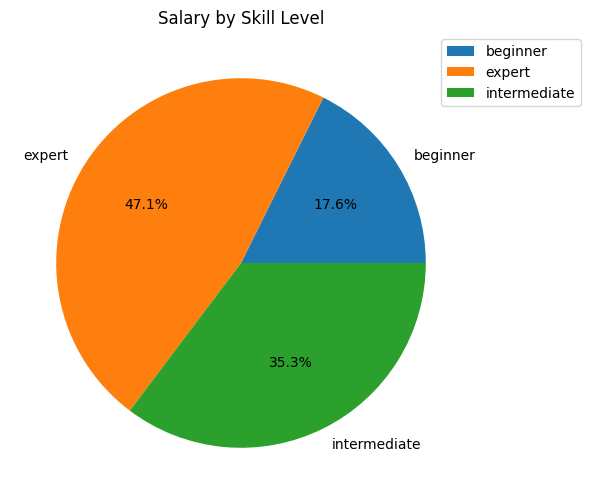 Salary by Skill Level
beginner
expert
intermediate
expert
beginner
47.1%
17.6%
35.3%
intermediate